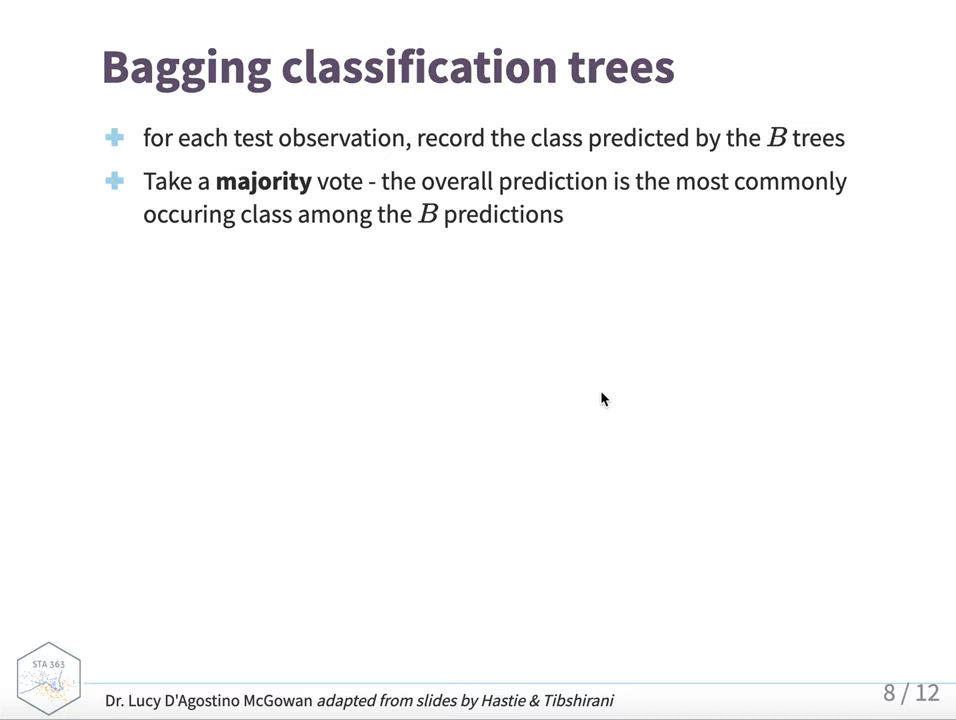 Bagging classification trees
for each test observation, record the class predicted by the B trees
Take a majority vote - the overall prediction is the most commonly
occuring class among the B predictions
STA 363
Dr. Lucy D'Agostino McGowan adapted from slides by Hastie & Tibshirani
8 / 12